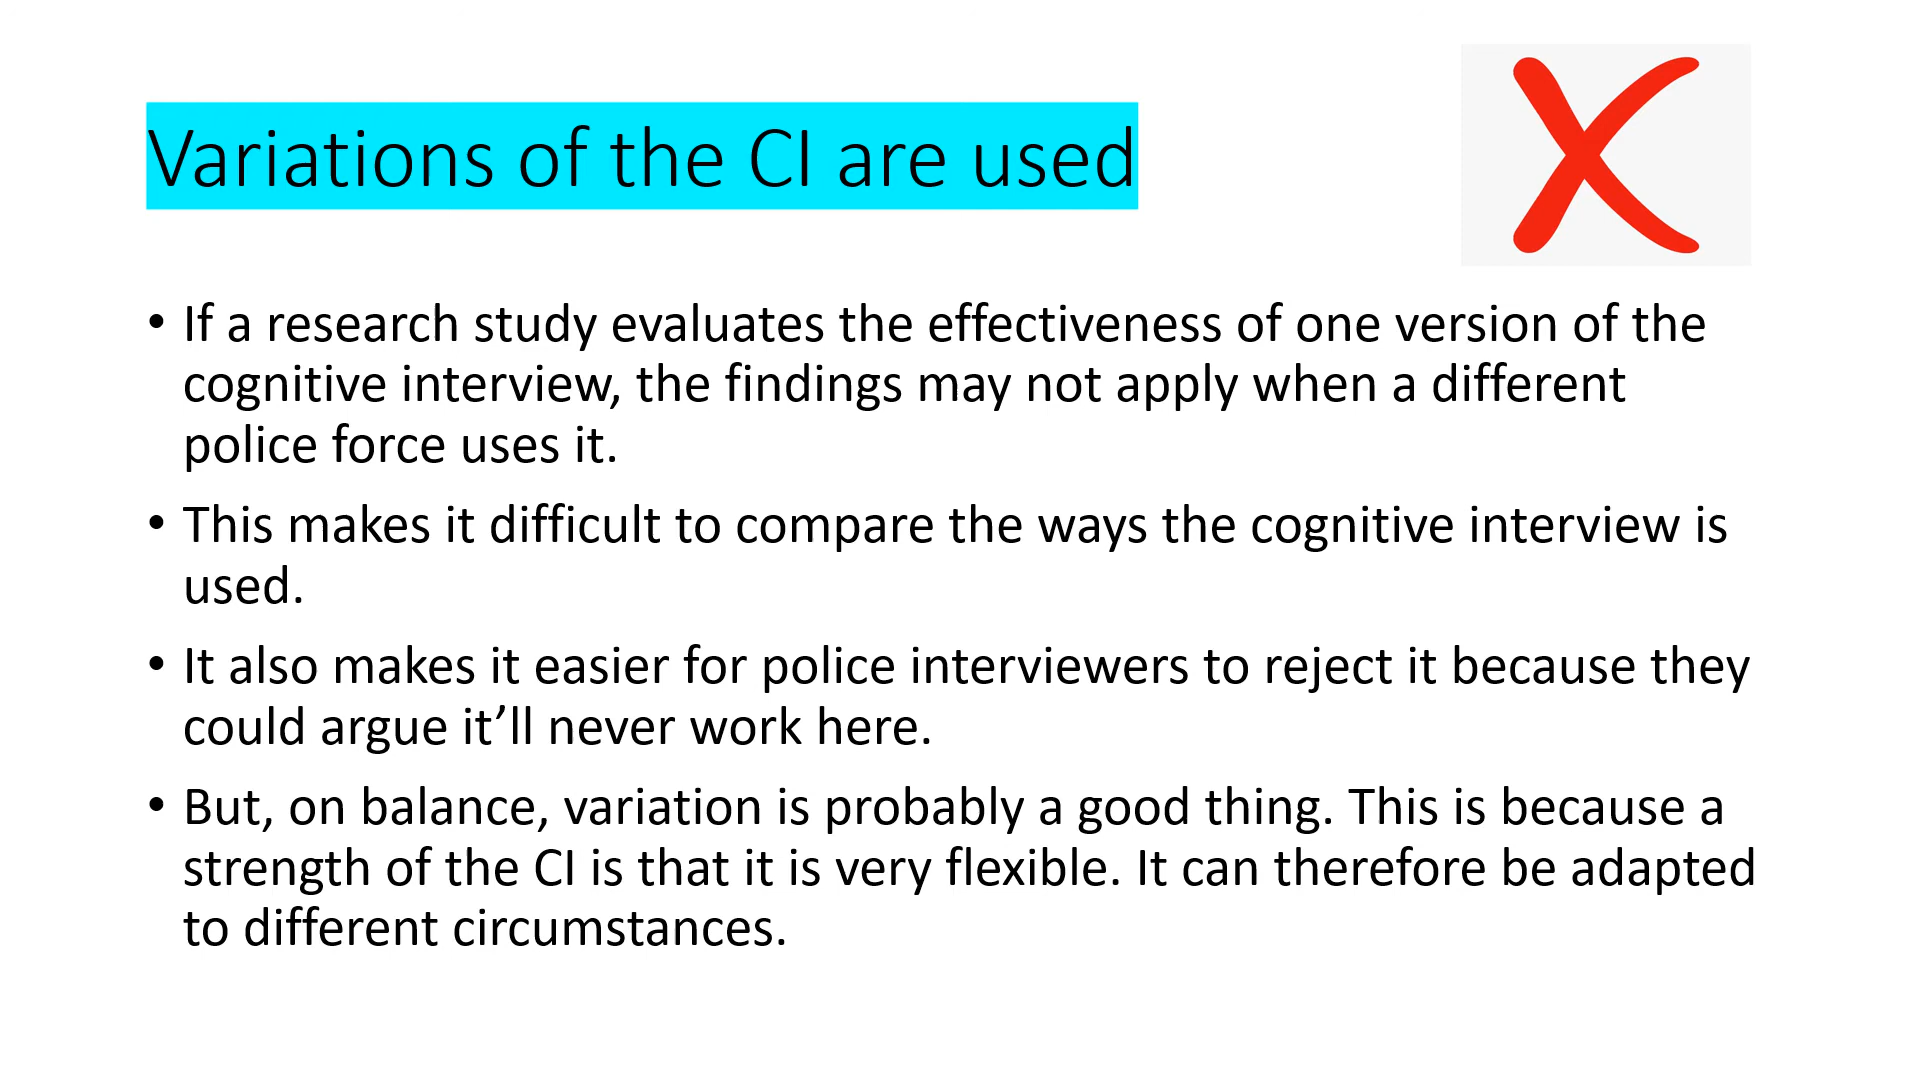 Variations of the CI are used
• If a research study evaluates the effectiveness of one version of the
cognitive interview, the findings may not apply when a different
police force uses it.
• This makes it difficult to compare the ways the cognitive interview is
used.
• It also makes it easier for police interviewers to reject it because they
could argue it’ll never work here.
• But, on balance, variation is probably a good thing. This is because a
strength of the CI is that it is very flexible. It can therefore be adapted
to different circumstances.